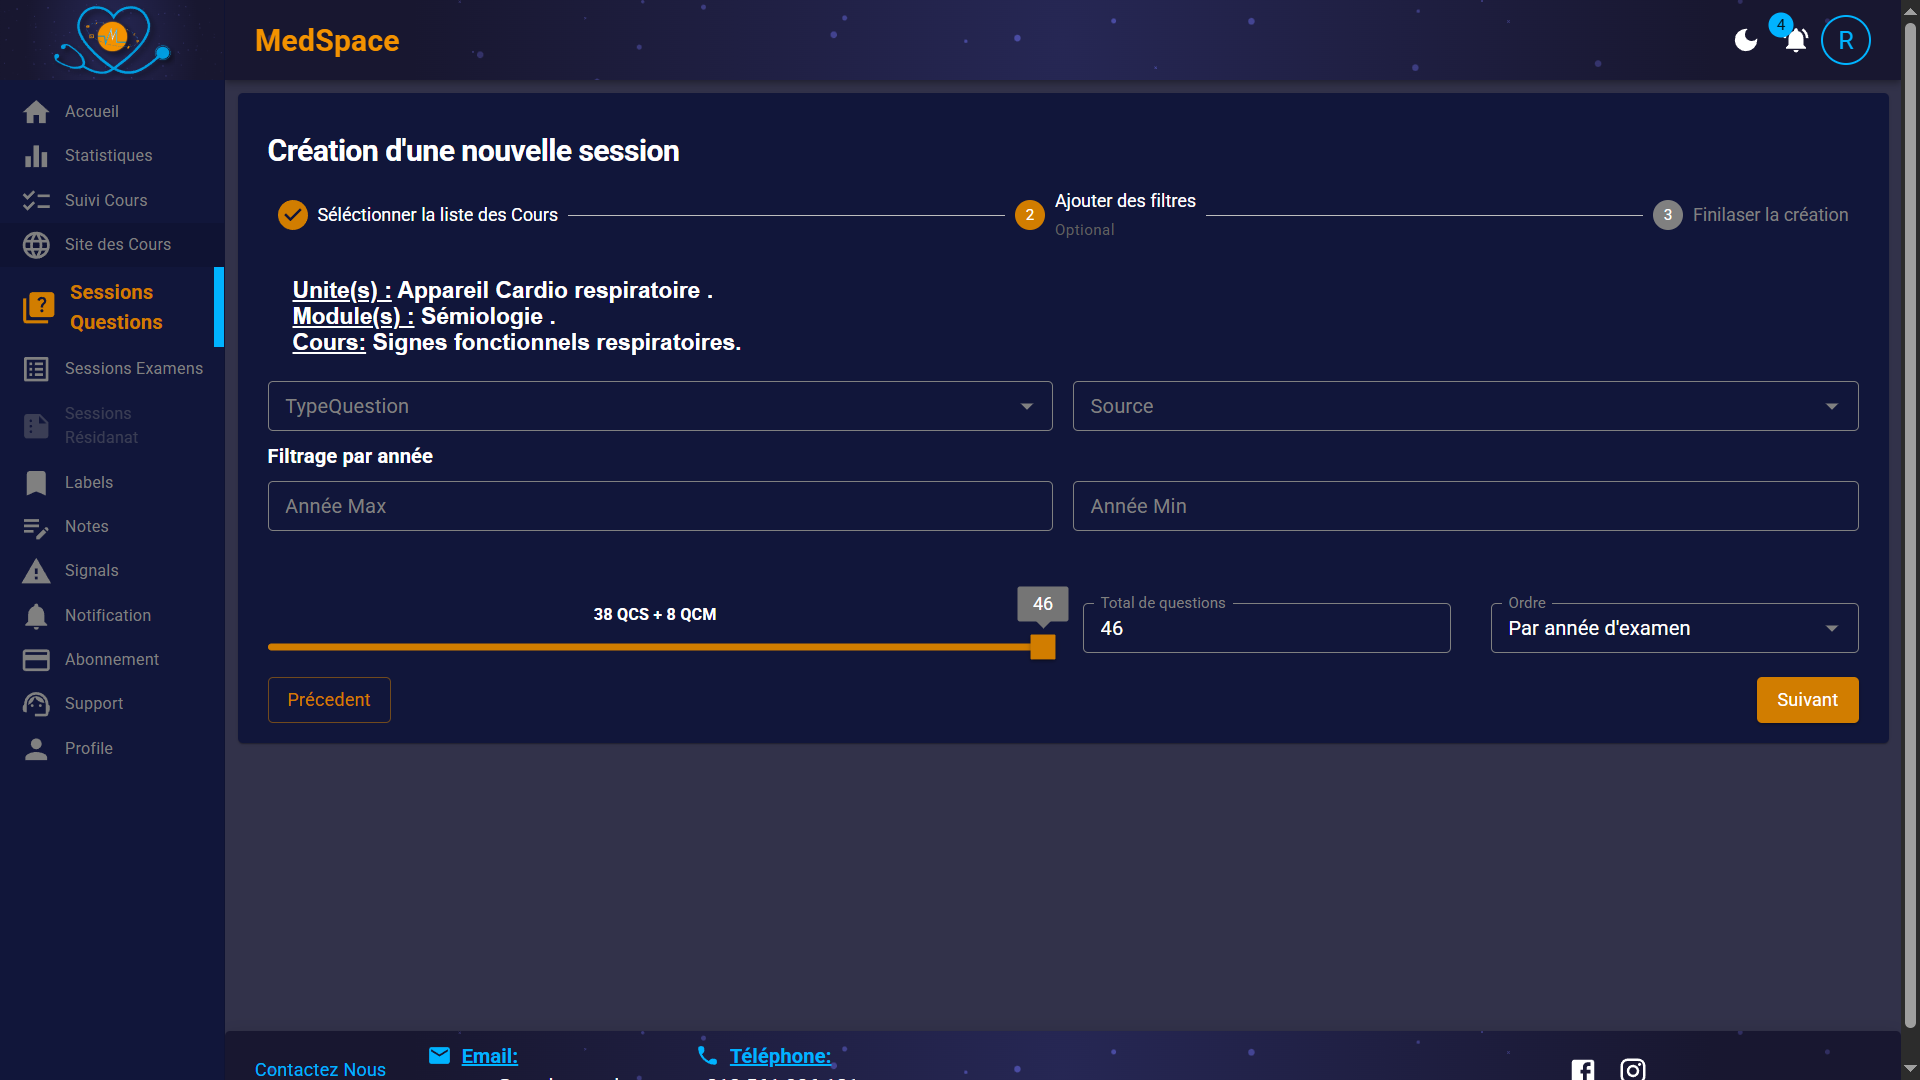 MedSpace
4
R
Accueil
Statistiques
Suivi Cours
Site des Cours
Sessions
Questions
Sessions Examens
Sessions
Résidanat
Labels
Notes
Signals
Notification
Abonnement
Support
Profile
Création d'une nouvelle session
Séléctionner la liste des Cours
2
Ajouter des filtres
Optional
3
Finilaser la création
Unite(s) : Appareil Cardio respiratoire .
Module(s) : Sémiologie .
Cours: Signes fonctionnels respiratoires.
TypeQuestion
Source
Filtrage par année
Année Max
Année Min
38 QCS + 8 QCM
46
Total de questions
46
Ordre
Par année d'examen
Précedent
Suivant
Contactez Nous
Email:
Téléphone: